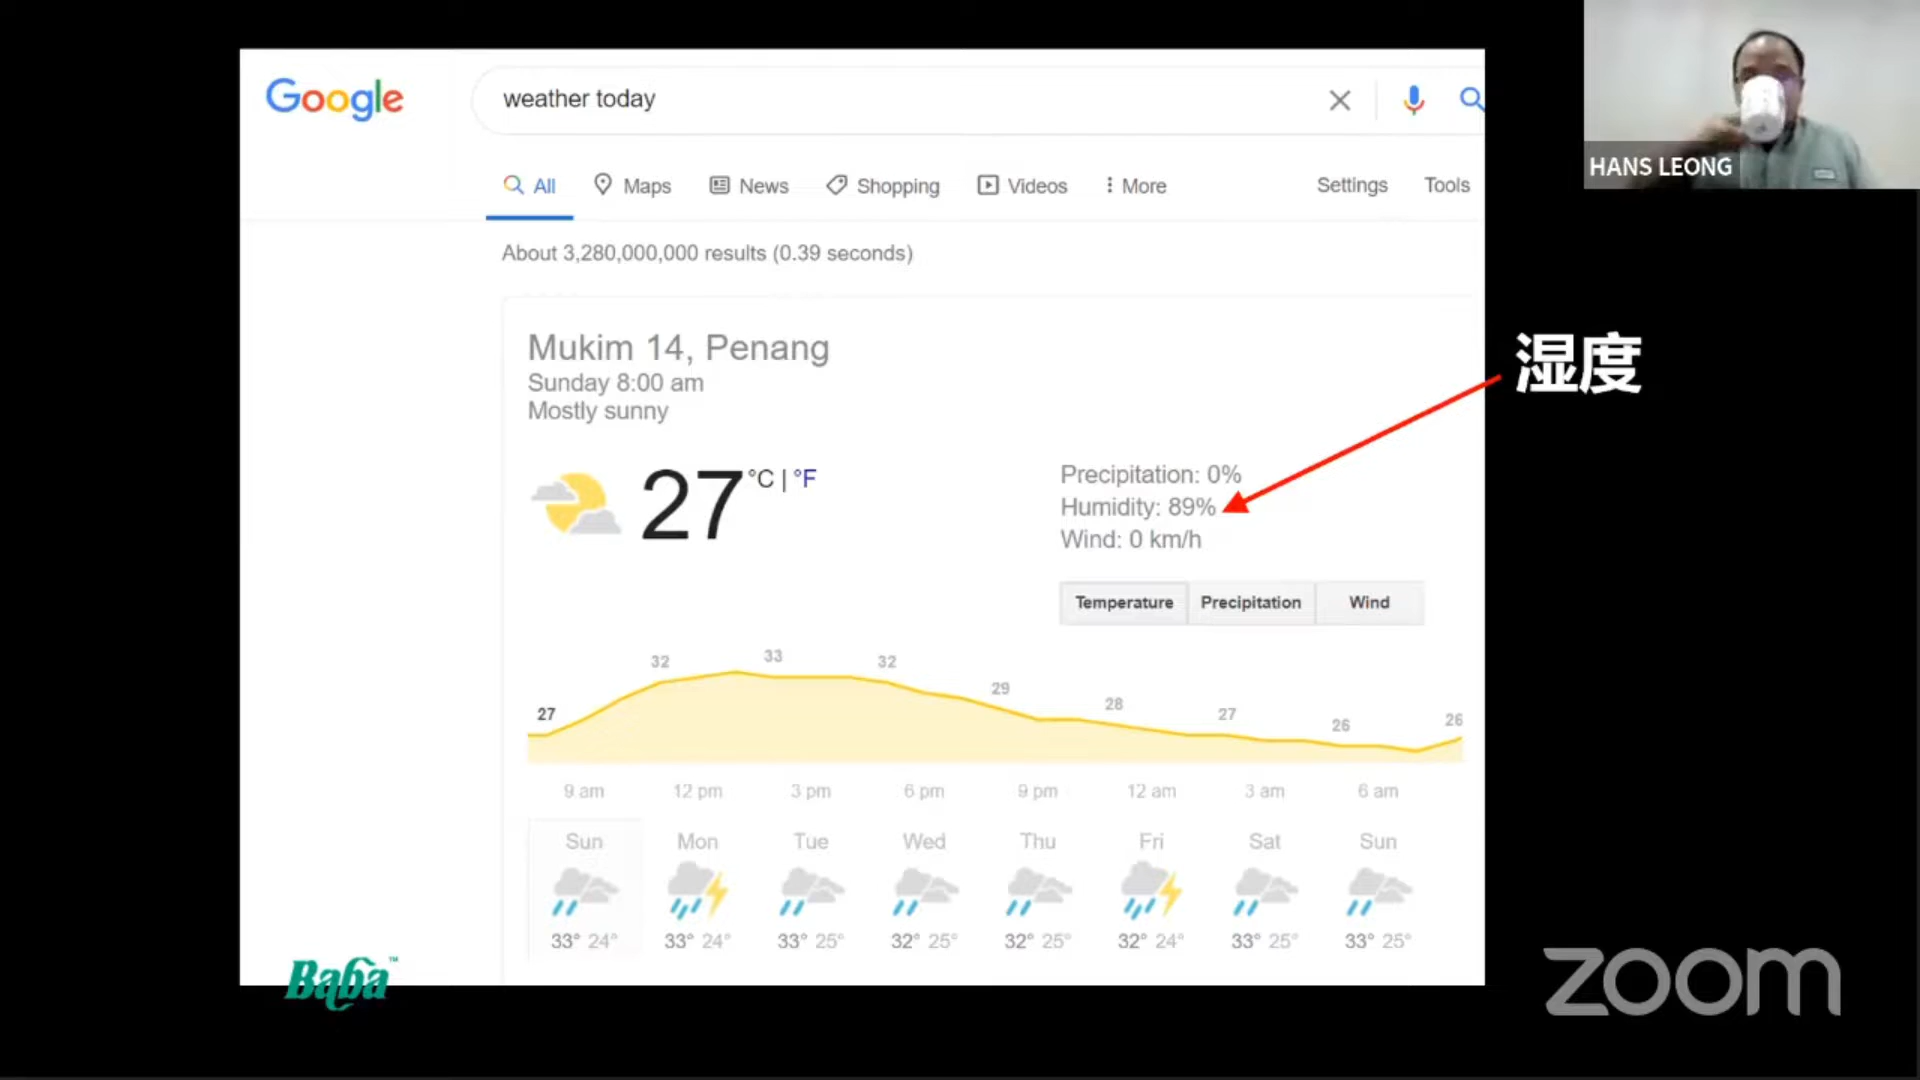 Google
weather today
All Maps News Shopping Videos More Settings Tools
About 3,280,000,000 results (0.39 seconds)
Mukim 14, Penang
Sunday 8:00 am
Mostly sunny
27 °C | °F
Precipitation: 0%
Humidity: 89%
Wind: 0 km/h
湿度
Temperature Precipitation Wind
27 32 33 32 29 28 27 26 26
9 am 12 pm 3 pm 6 pm 9 pm 12 am 3 am 6 am
Sun Mon Tue Wed Thu Fri Sat Sun
33° 24° 33° 24° 33° 25° 32° 25° 32° 25° 32° 24° 33° 25° 33° 25°
HANS LEONG
Baba™
zoom